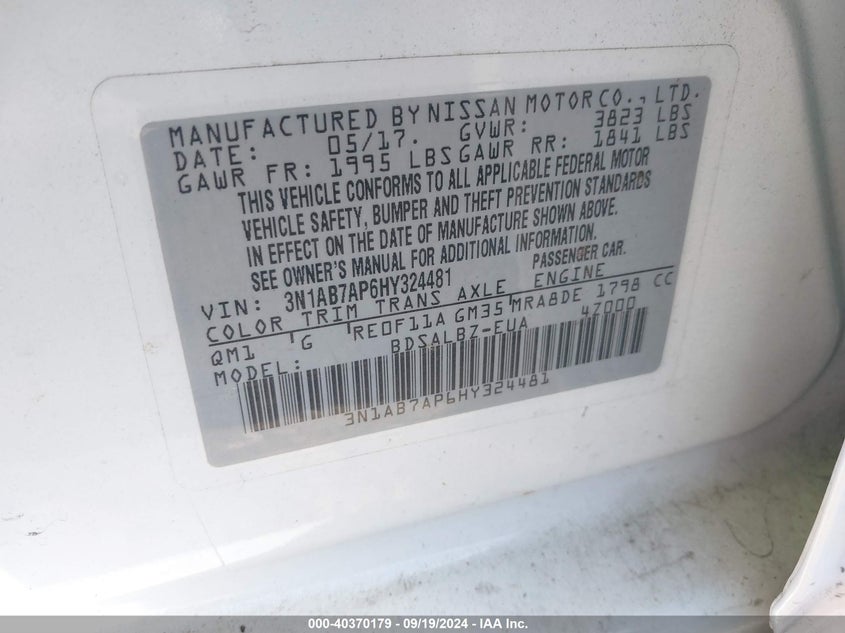 MANUFACTURED BY NISSAN MOTOR CO., LTD.
DATE: 05/17. GVWR: 3823 LBS
GAWR FR: 1995 LBS GAWR RR: 1841 LBS
THIS VEHICLE CONFORMS TO ALL APPLICABLE FEDERAL MOTOR
VEHICLE SAFETY, BUMPER AND THEFT PREVENTION STANDARDS
IN EFFECT ON THE DATE OF MANUFACTURE SHOWN ABOVE.
SEE OWNER'S MANUAL FOR ADDITIONAL INFORMATION.
VIN: 3N1AB7AP6HY324481 PASSENGER CAR.
COLOR TRIM TRANS AXLE ENGINE
QM1 G RE0F11A GM35 MRA8DE 1798 CC
MODEL: BDSALBZ-EUA 4Z000
3N1AB7AP6HY324481
000-40370179 - 09/19/2024 - IAA Inc.